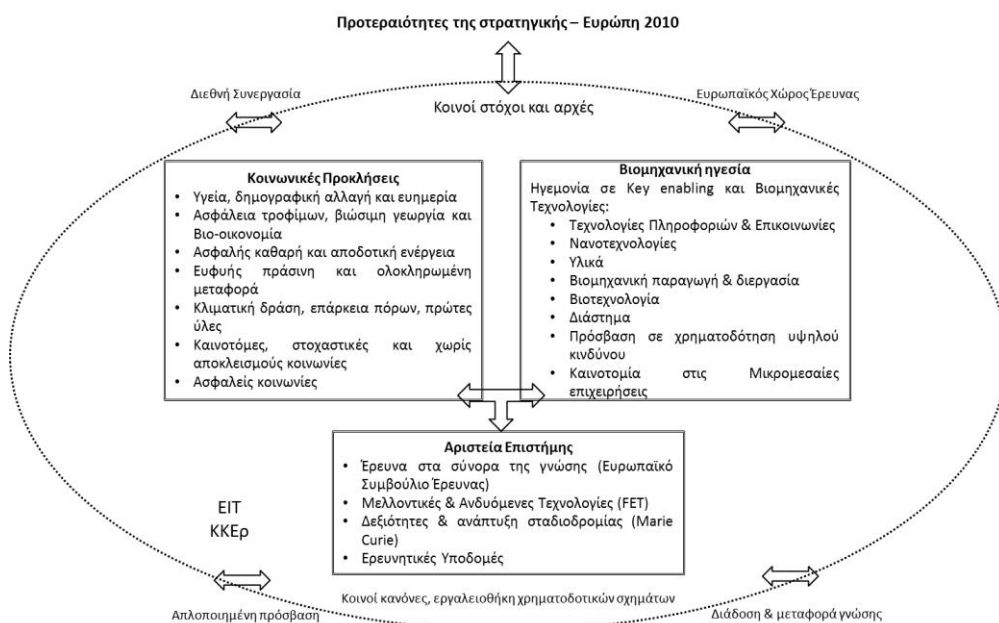 Προτεραιότητες της στρατηγικής – Ευρώπη 2010
Διεθνή Συνεργασία
Ευρωπαϊκός Χώρος Έρευνας
Κοινοί στόχοι και αρχές
Κοινωνικές Προκλήσεις
• Υγεία, δημογραφική αλλαγή και ευημερία
• Ασφάλεια τροφίμων, βιώσιμη γεωργία και
Βιο-οικονομία
• Ασφαλής καθαρή και αποδοτική ενέργεια
• Ευφυής πράσινη και ολοκληρωμένη
μεταφορά
• Κλιματική δράση, επάρκεια πόρων, πρώτες
ύλες
• Καινοτόμες, στοχαστικές και χωρίς
αποκλεισμούς κοινωνίες
• Ασφαλείς κοινωνίες
Βιομηχανική ηγεσία
Ηγεμονία σε Key enabling και Βιομηχανικές
Τεχνολογίες:
• Τεχνολογίες Πληροφοριών & Επικοινωνίες
• Νανοτεχνολογίες
• Υλικά
• Βιομηχανική παραγωγή & διεργασία
• Βιοτεχνολογία
• Διάστημα
• Πρόσβαση σε χρηματοδότηση υψηλού
κινδύνου
• Καινοτομία στις Μικρομεσαίες
επιχειρήσεις
Αριστεία Επιστήμης
• Έρευνα στα σύνορα της γνώσης (Ευρωπαϊκό
Συμβούλιο Έρευνας)
• Μελλοντικές & Ανδυόμενες Τεχνολογίες (FET)
• Δεξιότητες & ανάπτυξη σταδιοδρομίας (Marie
Curie)
• Ερευνητικές Υποδομές
ΕΙΤ
ΚΚΕρ
Κοινοί κανόνες, εργαλειοθήκη χρηματοδοτικών σχημάτων
Απλοποιημένη πρόσβαση
Διάδοση & μεταφορά γνώσης